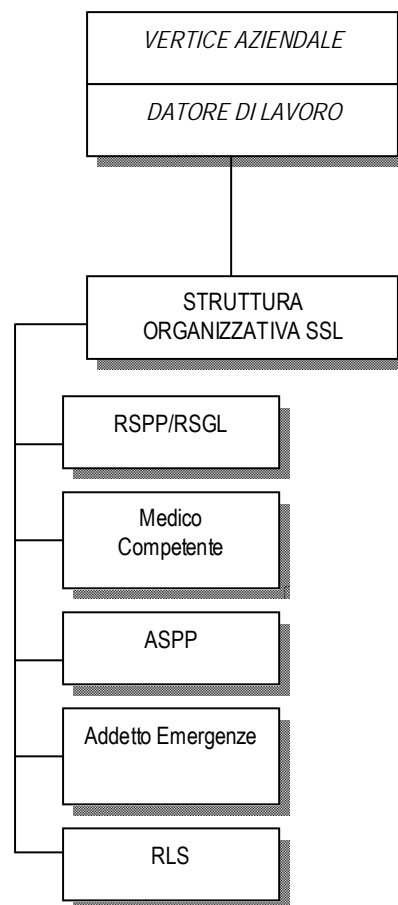 VERTICE AZIENDALE
DATORE DI LAVORO
STRUTTURA
ORGANIZZATIVA SSL
RSPP/RSGL
Medico
Competente
ASPP
Addetto Emergenze
RLS